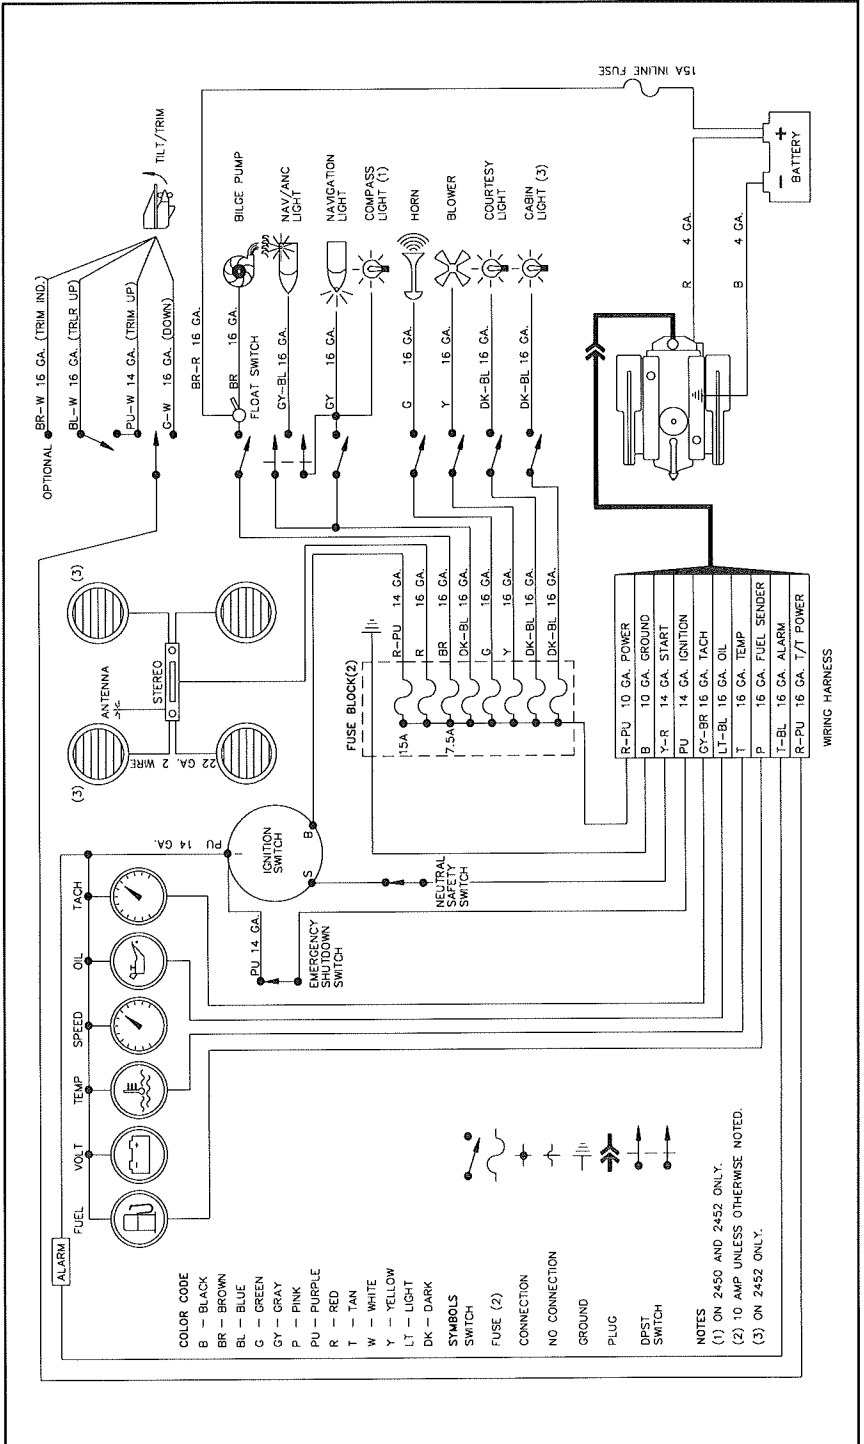 ALARM
FUEL
VOLT
TEMP
SPEED
OIL
TACH
PU 14 GA.
PU 14 GA.
EMERGENCY
SHUTDOWN
SWITCH
IGNITION
SWITCH
I
S
B
NEUTRAL
SAFETY
SWITCH
(3)
(3)
ANTENNA
STEREO
22 GA. 2 WIRE
OPTIONAL
BR-W 16 GA. (TRIM IND.)
BL-W 16 GA. (TRLR UP)
PU-W 14 GA. (TRIM UP)
G-W 16 GA. (DOWN)
TILT/TRIM
BR-R 16 GA.
BR 16 GA.
FLOAT SWITCH
GY-BL 16 GA.
GY 16 GA.
G 16 GA.
Y 16 GA.
DK-BL 16 GA.
DK-BL 16 GA.
BILGE PUMP
NAV/ANC
LIGHT
NAVIGATION
LIGHT
COMPASS
LIGHT (1)
HORN
BLOWER
COURTESY
LIGHT
CABIN
LIGHT (3)
FUSE BLOCK(2)
15A
7.5A
R-PU 14 GA.
R 16 GA.
BR 16 GA.
DK-BL 16 GA.
G 16 GA.
Y 16 GA.
DK-BL 16 GA.
DK-BL 16 GA.
15A INLINE FUSE
R 4 GA.
B 4 GA.
+
-
BATTERY
R-PU 10 GA. POWER
B 10 GA. GROUND
Y-R 14 GA. START
PU 14 GA. IGNITION
GY-BR 16 GA. TACH
LT-BL 16 GA. OIL
T 16 GA. TEMP
P 16 GA. FUEL SENDER
T-BL 16 GA. ALARM
R-PU 16 GA. T/T POWER
WIRING HARNESS
COLOR CODE
B - BLACK
BR - BROWN
BL - BLUE
G - GREEN
GY - GRAY
P - PINK
PU - PURPLE
R - RED
T - TAN
W - WHITE
Y - YELLOW
LT - LIGHT
DK - DARK
SYMBOLS
SWITCH
FUSE (2)
CONNECTION
NO CONNECTION
GROUND
PLUG
DPST
SWITCH
NOTES
(1) ON 2450 AND 2452 ONLY.
(2) 10 AMP UNLESS OTHERWISE NOTED.
(3) ON 2452 ONLY.